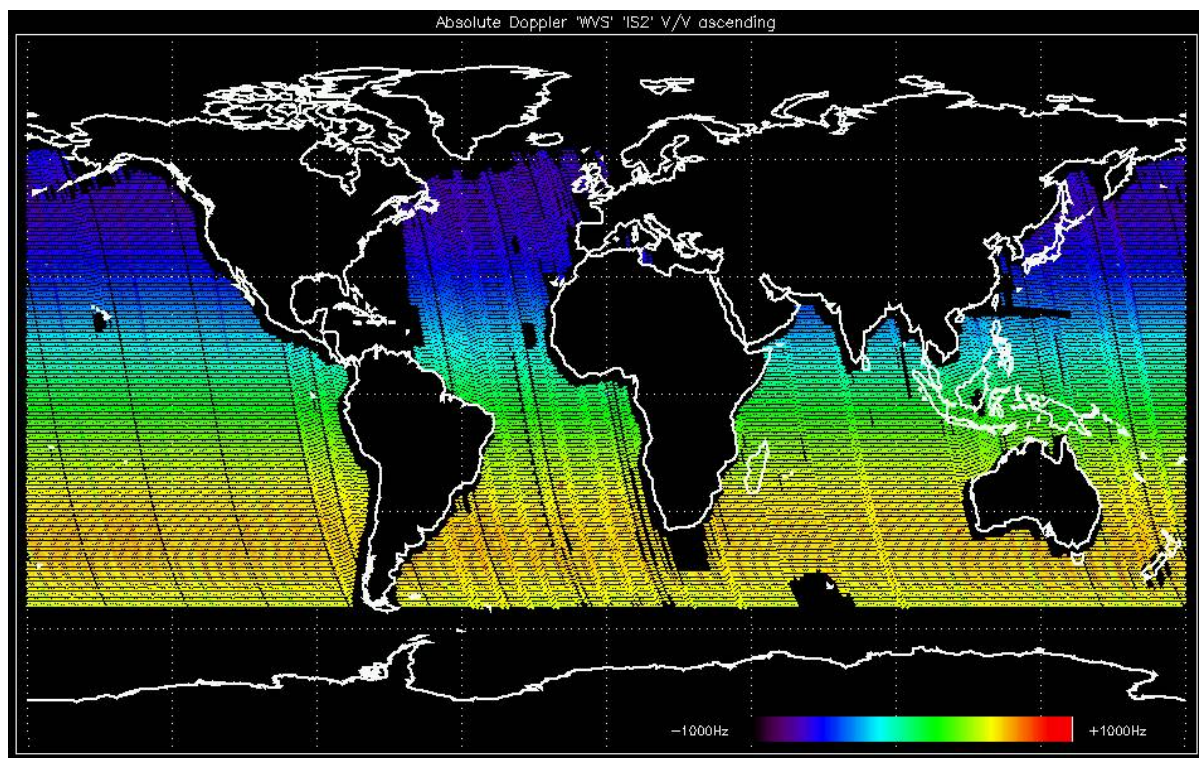 Absolute Doppler 'WVS' 'IS2' V/V ascending
-1000Hz +1000Hz